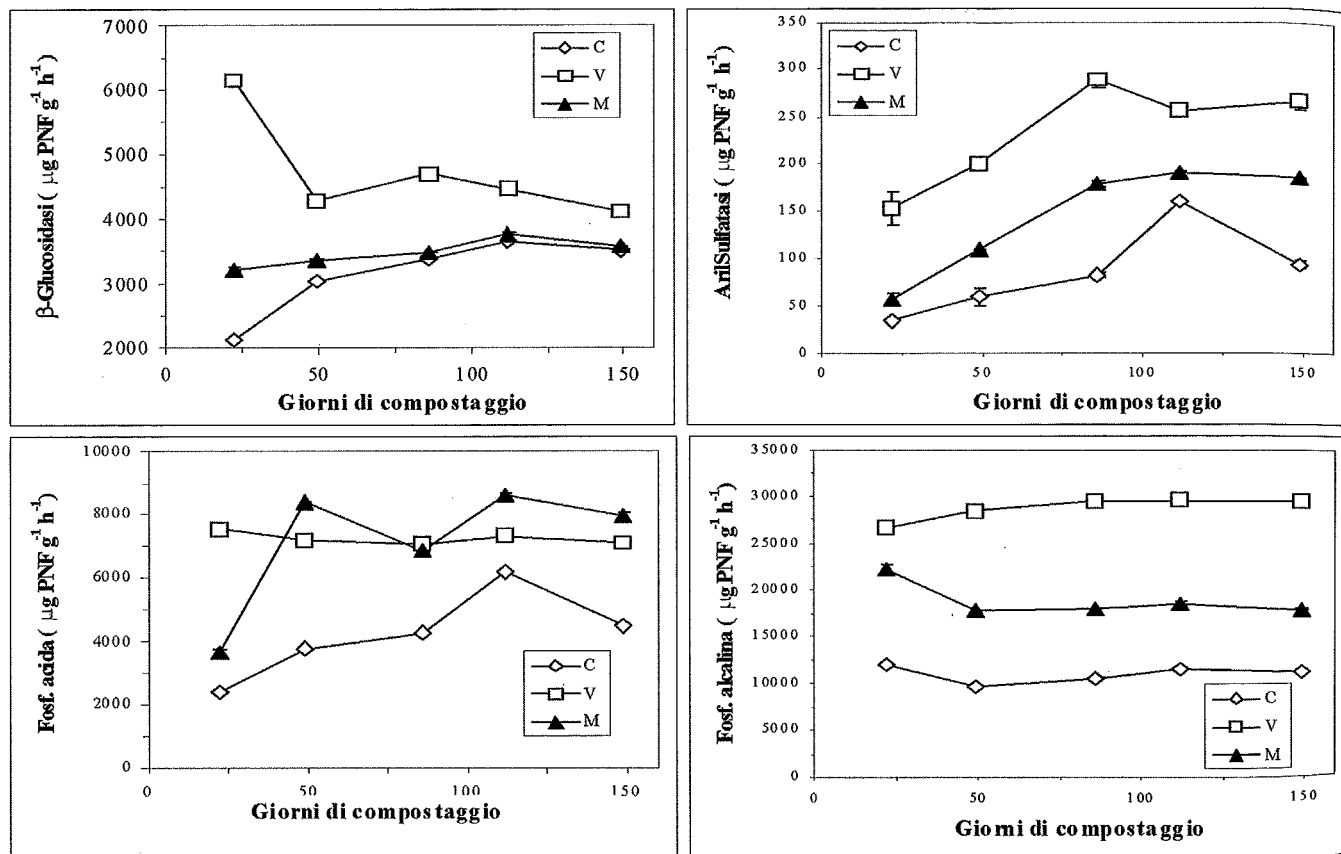 β-Glucosidasi ( μg PNF g⁻¹ h⁻¹)
7000
6000
5000
4000
3000
2000
0
50
100
150
Giorni di compostaggio
C
V
M
ArilSulfatasi ( μg PNF g⁻¹ h⁻¹)
350
300
250
200
150
100
50
0
0
50
100
150
Giorni di compostaggio
C
V
M
Fosf. acida ( μg PNF g⁻¹ h⁻¹)
10000
8000
6000
4000
2000
0
0
50
100
150
Giorni di compostaggio
C
V
M
Fosf. alcalina ( μg PNF g⁻¹ h⁻¹)
35000
30000
25000
20000
15000
10000
5000
0
0
50
100
150
Giorni di compostaggio
C
V
M